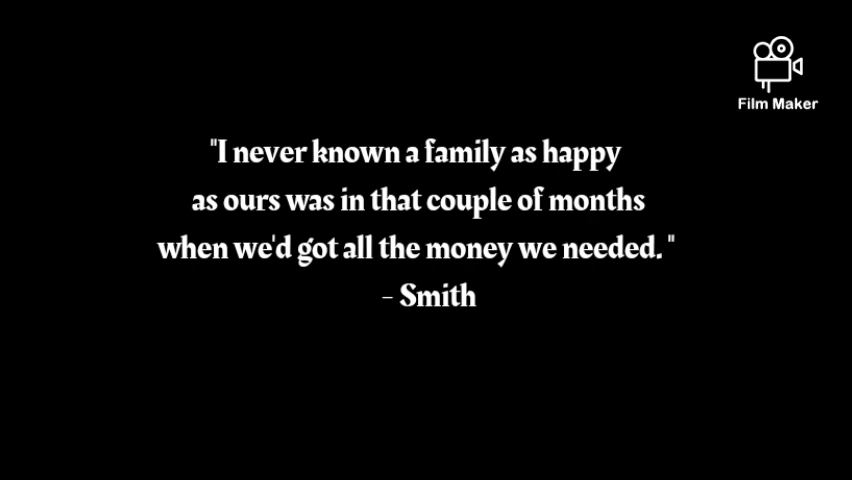 Film Maker
"I never known a family as happy
as ours was in that couple of months
when we'd got all the money we needed. "
- Smith